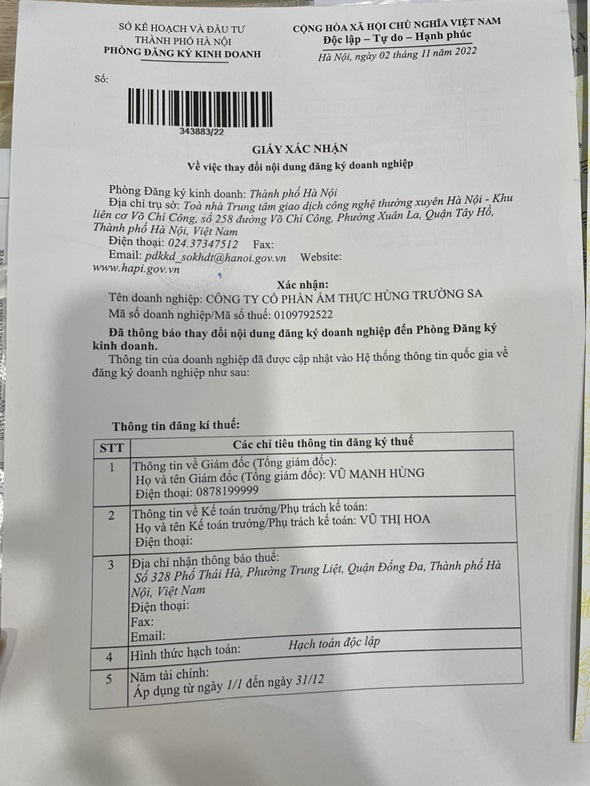 SỞ KẾ HOẠCH VÀ ĐẦU TƯ
THÀNH PHỐ HÀ NỘI
PHÒNG ĐĂNG KÝ KINH DOANH
CỘNG HÒA XÃ HỘI CHỦ NGHĨA VIỆT NAM
Độc lập – Tự do – Hạnh phúc
Hà Nội, ngày 02 tháng 11 năm 2022
Số:
343883/22
GIẤY XÁC NHẬN
Về việc thay đổi nội dung đăng ký doanh nghiệp
Phòng Đăng ký kinh doanh: Thành phố Hà Nội
Địa chỉ trụ sở: Toà nhà Trung tâm giao dịch công nghệ thường xuyên Hà Nội - Khu
liên cơ Võ Chí Công, số 258 đường Võ Chí Công, Phường Xuân La, Quận Tây Hồ,
Thành phố Hà Nội, Việt Nam
Điện thoại: 024.37347512 Fax:
Email: pdkkd_sokhdt@hanoi.gov.vn Website:
www.hapi.gov.vn
Xác nhận:
Tên doanh nghiệp: CÔNG TY CỔ PHẦN ẨM THỰC HÙNG TRƯỜNG SA
Mã số doanh nghiệp/Mã số thuế: 0109792522
Đã thông báo thay đổi nội dung đăng ký doanh nghiệp đến Phòng Đăng ký
kinh doanh.
Thông tin của doanh nghiệp đã được cập nhật vào Hệ thống thông tin quốc gia về
đăng ký doanh nghiệp như sau:
Thông tin đăng kí thuế:
STT Các chỉ tiêu thông tin đăng ký thuế
1 Thông tin về Giám đốc (Tổng giám đốc):
Họ và tên Giám đốc (Tổng giám đốc): VŨ MẠNH HÙNG
Điện thoại: 0878199999
2 Thông tin về Kế toán trưởng/Phụ trách kế toán:
Họ và tên Kế toán trưởng/Phụ trách kế toán: VŨ THỊ HOA
Điện thoại:
3 Địa chỉ nhận thông báo thuế:
Số 328 Phố Thái Hà, Phường Trung Liệt, Quận Đống Đa, Thành phố Hà
Nội, Việt Nam
Điện thoại:
Fax:
Email:
4 Hình thức hạch toán: Hạch toán độc lập
5 Năm tài chính:
Áp dụng từ ngày 1/1 đến ngày 31/12